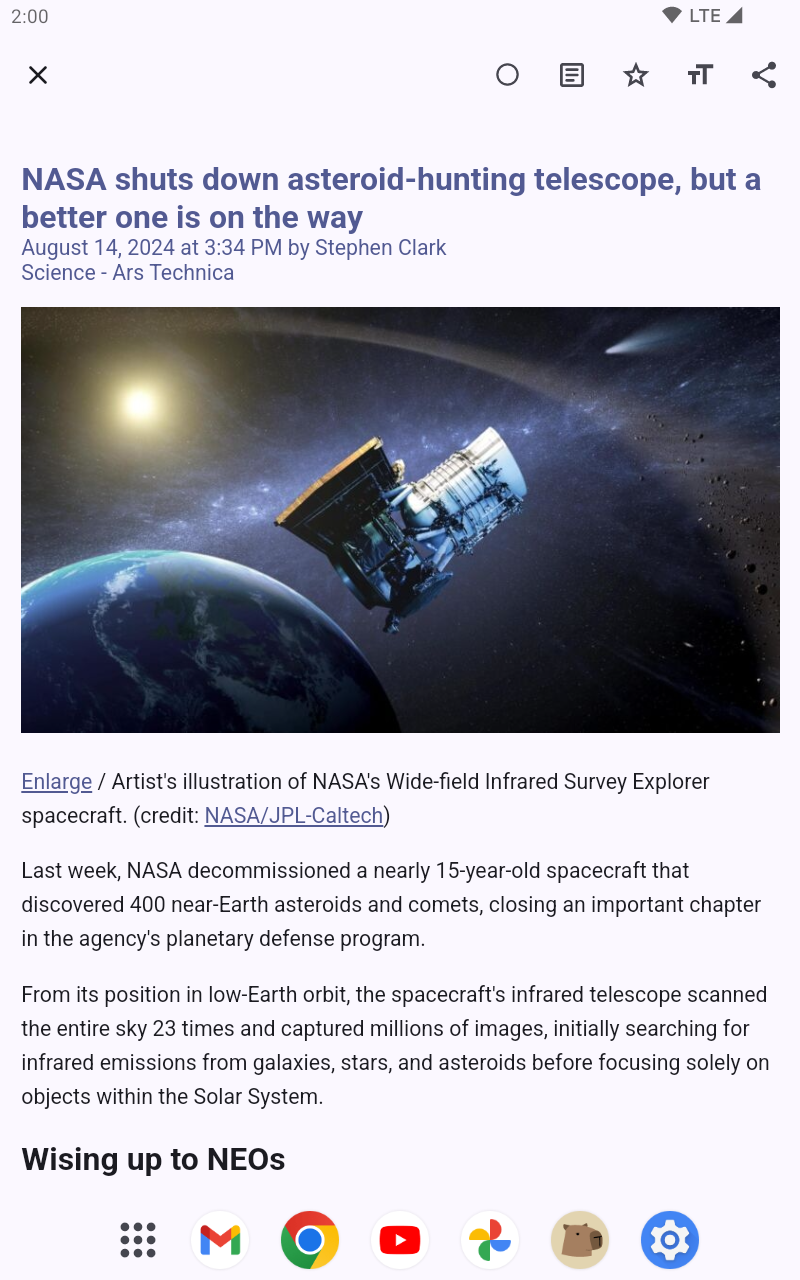 2:00
LTE
NASA shuts down asteroid-hunting telescope, but a
better one is on the way
August 14, 2024 at 3:34 PM by Stephen Clark
Science - Ars Technica
Enlarge / Artist's illustration of NASA's Wide-field Infrared Survey Explorer
spacecraft. (credit: NASA/JPL-Caltech)
Last week, NASA decommissioned a nearly 15-year-old spacecraft that
discovered 400 near-Earth asteroids and comets, closing an important chapter
in the agency's planetary defense program.
From its position in low-Earth orbit, the spacecraft's infrared telescope scanned
the entire sky 23 times and captured millions of images, initially searching for
infrared emissions from galaxies, stars, and asteroids before focusing solely on
objects within the Solar System.
Wising up to NEOs